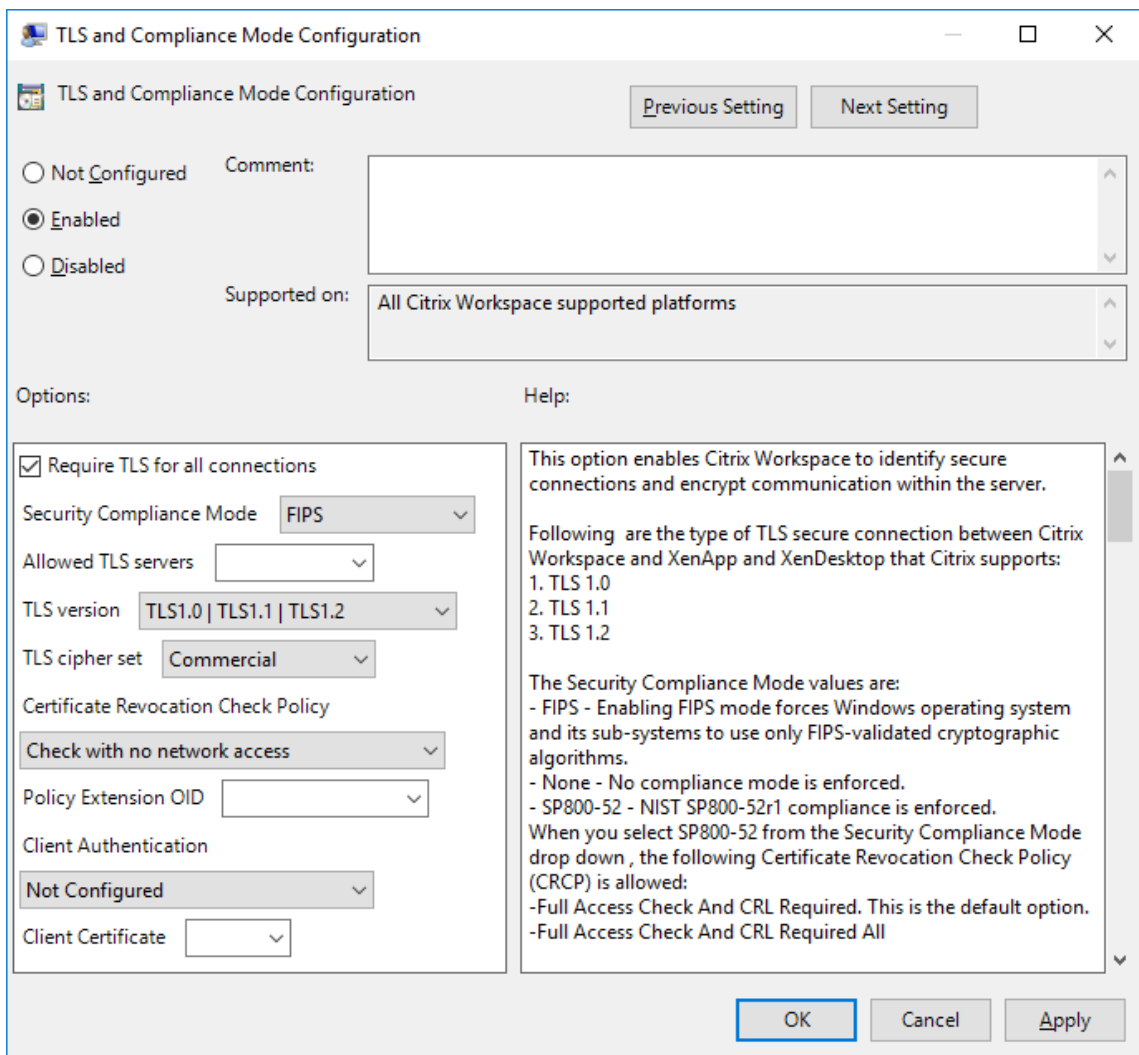 TLS and Compliance Mode Configuration
TLS and Compliance Mode Configuration
Previous Setting
Next Setting
Not Configured
Comment:
Enabled
Disabled
Supported on:
All Citrix Workspace supported platforms
Options:
Help:
Require TLS for all connections
Security Compliance Mode
FIPS
Allowed TLS servers
TLS version
TLS1.0 | TLS1.1 | TLS1.2
TLS cipher set
Commercial
Certificate Revocation Check Policy
Check with no network access
Policy Extension OID
Client Authentication
Not Configured
Client Certificate
This option enables Citrix Workspace to identify secure
connections and encrypt communication within the server.
Following are the type of TLS secure connection between Citrix
Workspace and XenApp and XenDesktop that Citrix supports:
1. TLS 1.0
2. TLS 1.1
3. TLS 1.2
The Security Compliance Mode values are:
- FIPS - Enabling FIPS mode forces Windows operating system
and its sub-systems to use only FIPS-validated cryptographic
algorithms.
- None - No compliance mode is enforced.
- SP800-52 - NIST SP800-52r1 compliance is enforced.
When you select SP800-52 from the Security Compliance Mode
drop down , the following Certificate Revocation Check Policy
(CRCP) is allowed:
-Full Access Check And CRL Required. This is the default option.
-Full Access Check And CRL Required All
OK
Cancel
Apply